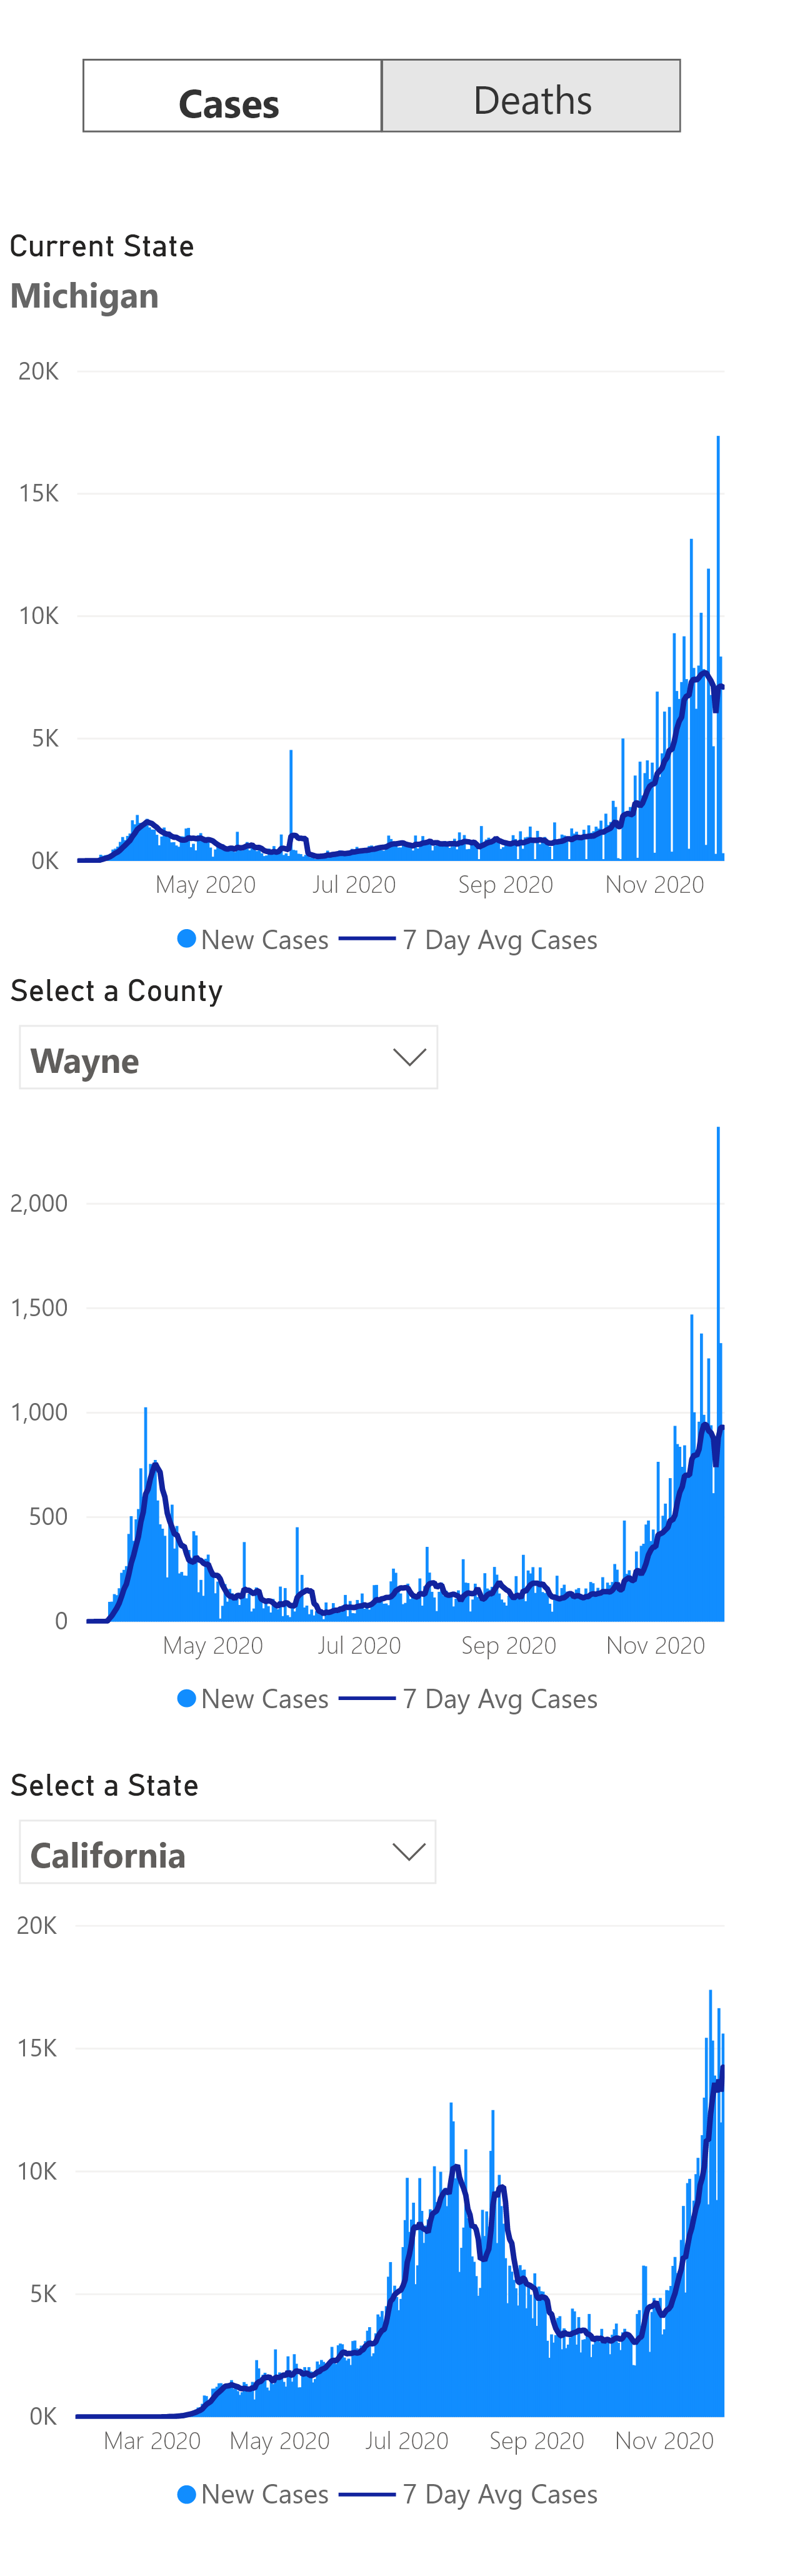 Cases Deaths
Current State
Michigan
20K
15K
10K
5K
0K
May 2020 Jul 2020 Sep 2020 Nov 2020
New Cases 7 Day Avg Cases
Select a County
Wayne
2,000
1,500
1,000
500
0
May 2020 Jul 2020 Sep 2020 Nov 2020
New Cases 7 Day Avg Cases
Select a State
California
20K
15K
10K
5K
0K
Mar 2020 May 2020 Jul 2020 Sep 2020 Nov 2020
New Cases 7 Day Avg Cases